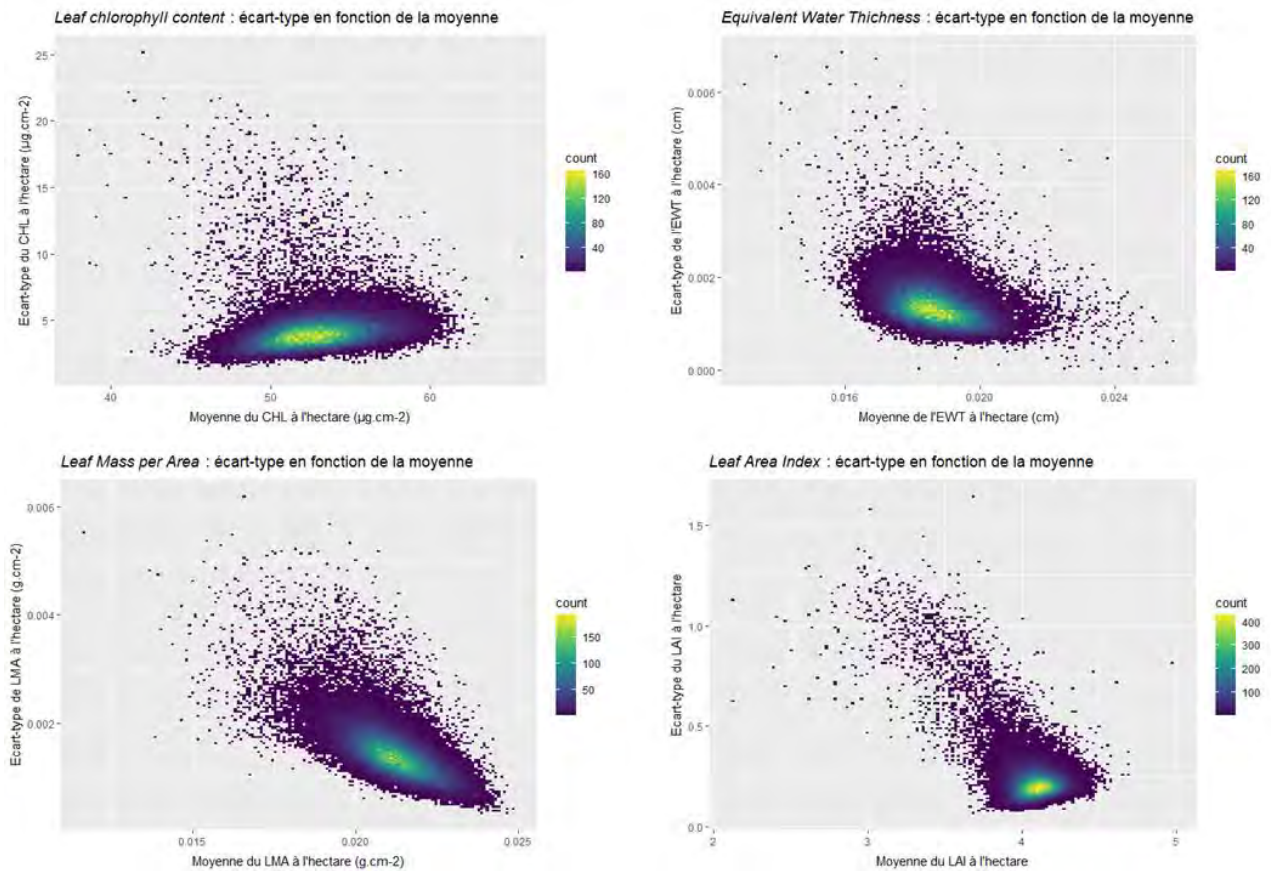 Leaf chlorophyll content : écart-type en fonction de la moyenne
Ecart-type du CHL à l'hectare (µg.cm-2)
25
20
15
10
5
40
50
60
Moyenne du CHL à l'hectare (µg.cm-2)
count
160
120
80
40
Equivalent Water Thichness : écart-type en fonction de la moyenne
Ecart-type de l'EWT à l'hectare (cm)
0.006
0.004
0.002
0.000
0.016
0.020
0.024
Moyenne de l'EWT à l'hectare (cm)
count
160
120
80
40
Leaf Mass per Area : écart-type en fonction de la moyenne
Ecart-type de LMA à l'hectare (g.cm-2)
0.006
0.004
0.002
0.015
0.020
0.025
Moyenne du LMA à l'hectare (g.cm-2)
count
150
100
50
Leaf Area Index : écart-type en fonction de la moyenne
Ecart-type du LAI à l'hectare
1.5
1.0
0.5
0.0
2
3
4
5
Moyenne du LAI à l'hectare
count
400
300
200
100